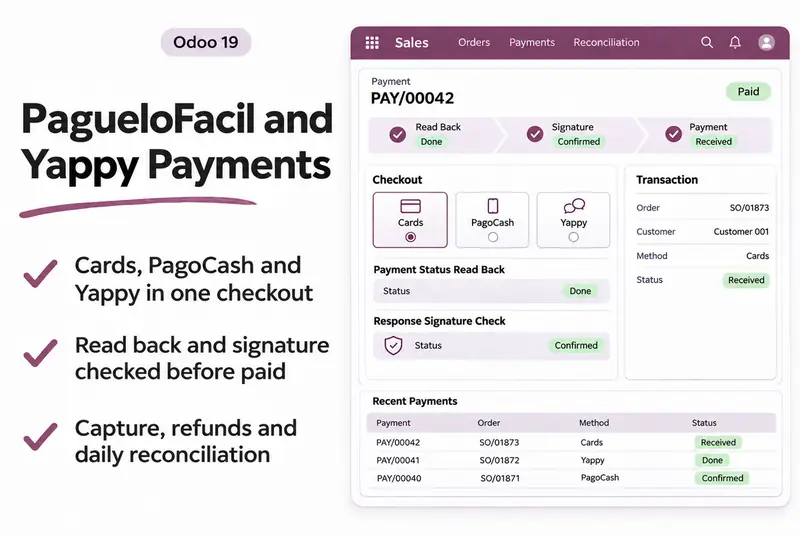 Odoo 19
PagueloFacil and
Yappy Payments
Cards, PagoCash and
Yappy in one checkout
Read back and signature
checked before paid
Capture, refunds and
daily reconciliation
Sales
Orders
Payments
Reconciliation
Payment
PAY/00042
Paid
Read Back
Done
Signature
Confirmed
Payment
Received
Checkout
Cards
PagoCash
Yappy
Payment Status Read Back
Status Done
Response Signature Check
Status Confirmed
Transaction
Order SO/01873
Customer Customer 001
Method Cards
Status Received
Recent Payments
Payment Order Method Status
PAY/00042 SO/01873 Cards Received
PAY/00041 SO/01872 Yappy Done
PAY/00040 SO/01871 PagoCash Confirmed